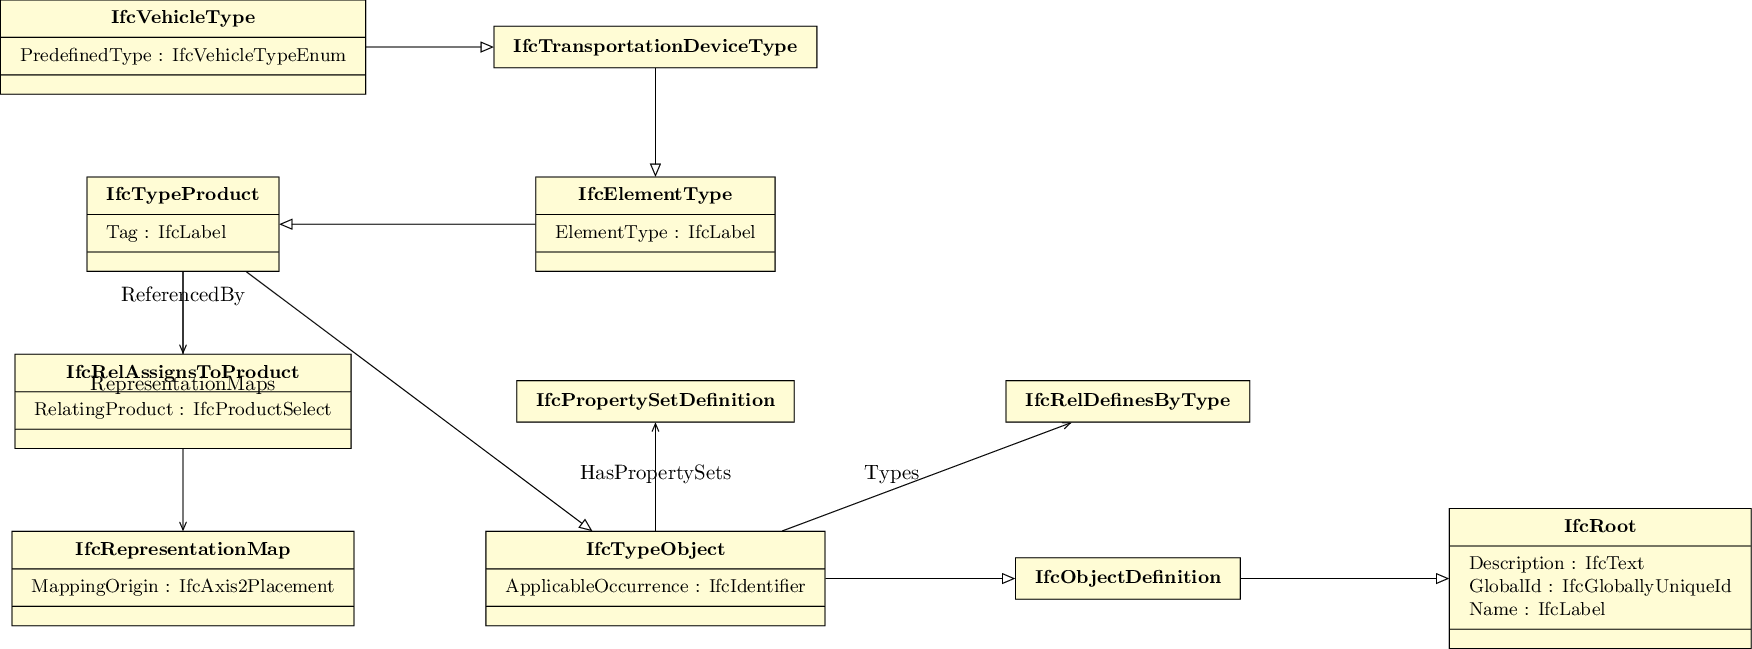 IfcVehicleType
PredefinedType : IfcVehicleTypeEnum
IfcTransportationDeviceType
IfcTypeProduct
Tag : IfcLabel
IfcElementType
ElementType : IfcLabel
ReferencedBy
IfcRelAssignsToProduct
RepresentationMaps
RelatingProduct : IfcProductSelect
IfcPropertySetDefinition
IfcRelDefinesByType
HasPropertySets
Types
IfcRepresentationMap
MappingOrigin : IfcAxis2Placement
IfcTypeObject
ApplicableOccurrence : IfcIdentifier
IfcObjectDefinition
IfcRoot
Description : IfcText
GlobalId : IfcGloballyUniqueId
Name : IfcLabel